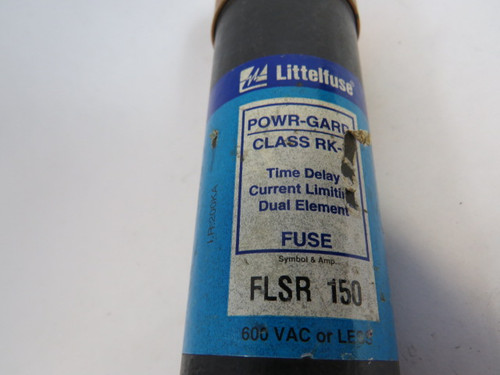 Littelfuse®
POWR-GARD
CLASS RK-
Time Delay
Current Limiting
Dual Element
FUSE
Symbol & Amp
FLSR 150
600 VAC or LESS